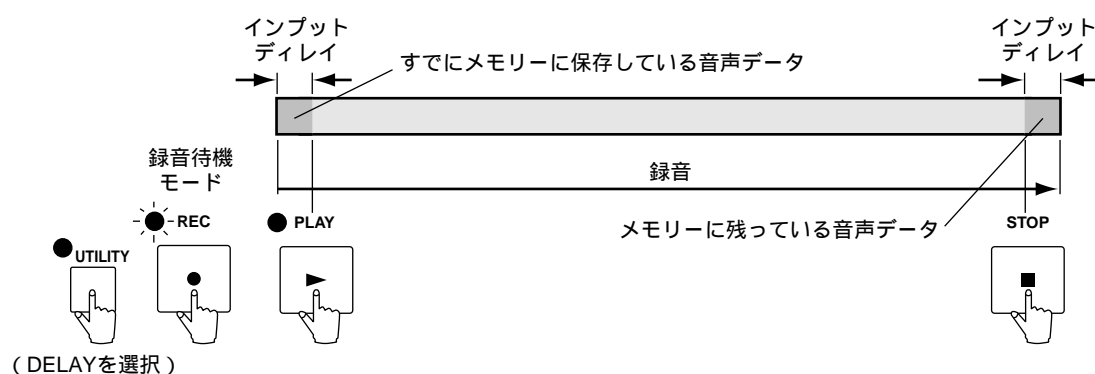 インプット
ディレイ
インプット
ディレイ
すでにメモリーに保存している音声データ
録音待機
モード
録音
REC
PLAY
メモリーに残っている音声データ
STOP
UTILITY
( DELAYを選択 )